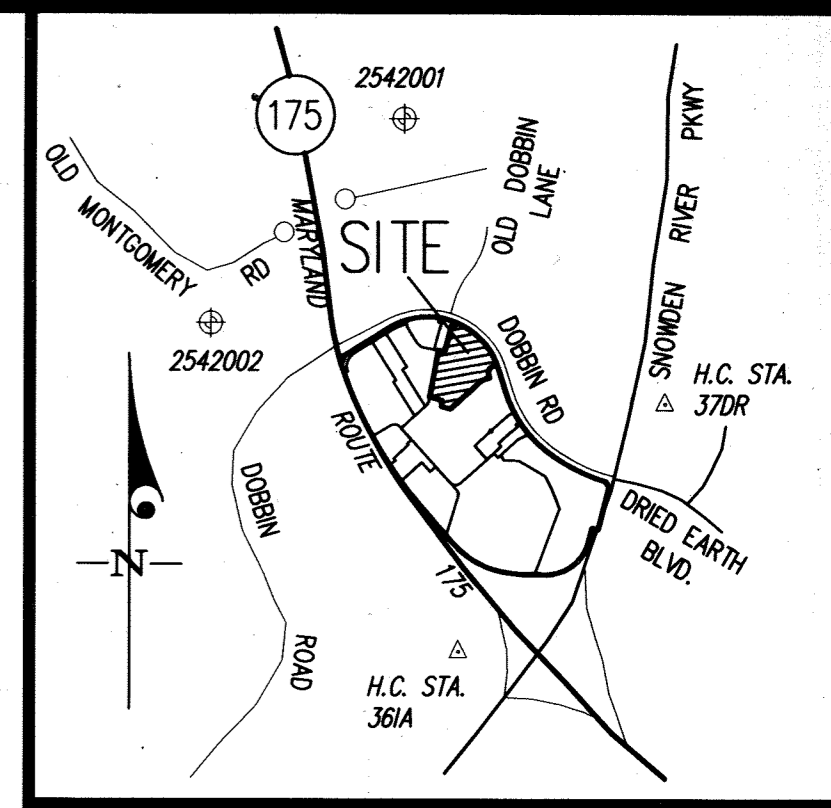 2542001
175
OLD MONTGOMERY RD
MARYLAND
SITE
OLD DOBBIN
LANE
SNOWDEN RIVER PKWY
2542002
DOBBIN RD
H.C. STA.
37DR
ROUTE
DOBBIN
DRIED EARTH
BLVD.
N
175
ROAD
H.C. STA.
36IA